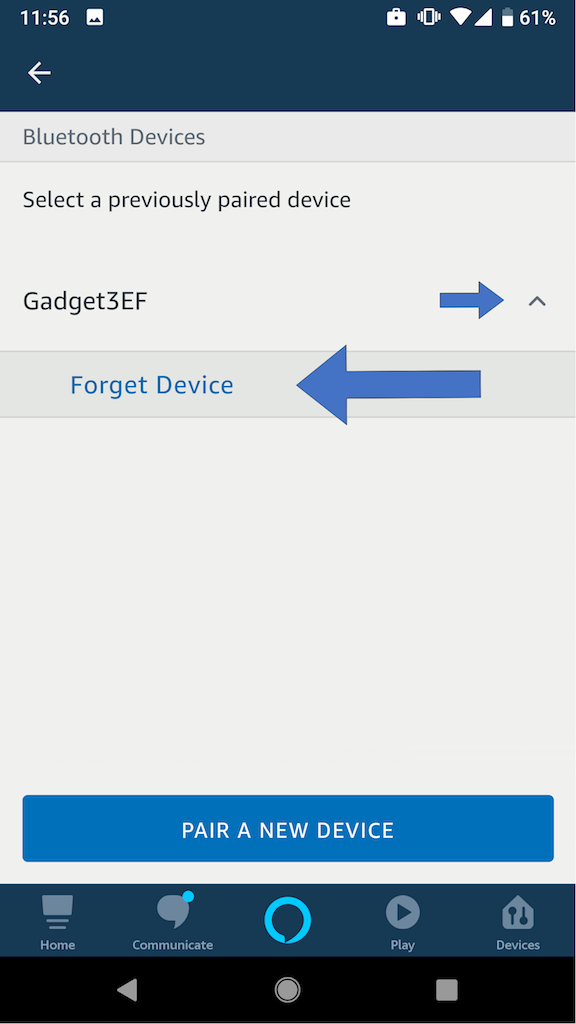 11:56
61%
Bluetooth Devices
Select a previously paired device
Gadget3EF
Forget Device
PAIR A NEW DEVICE
Home
Communicate
Play
Devices